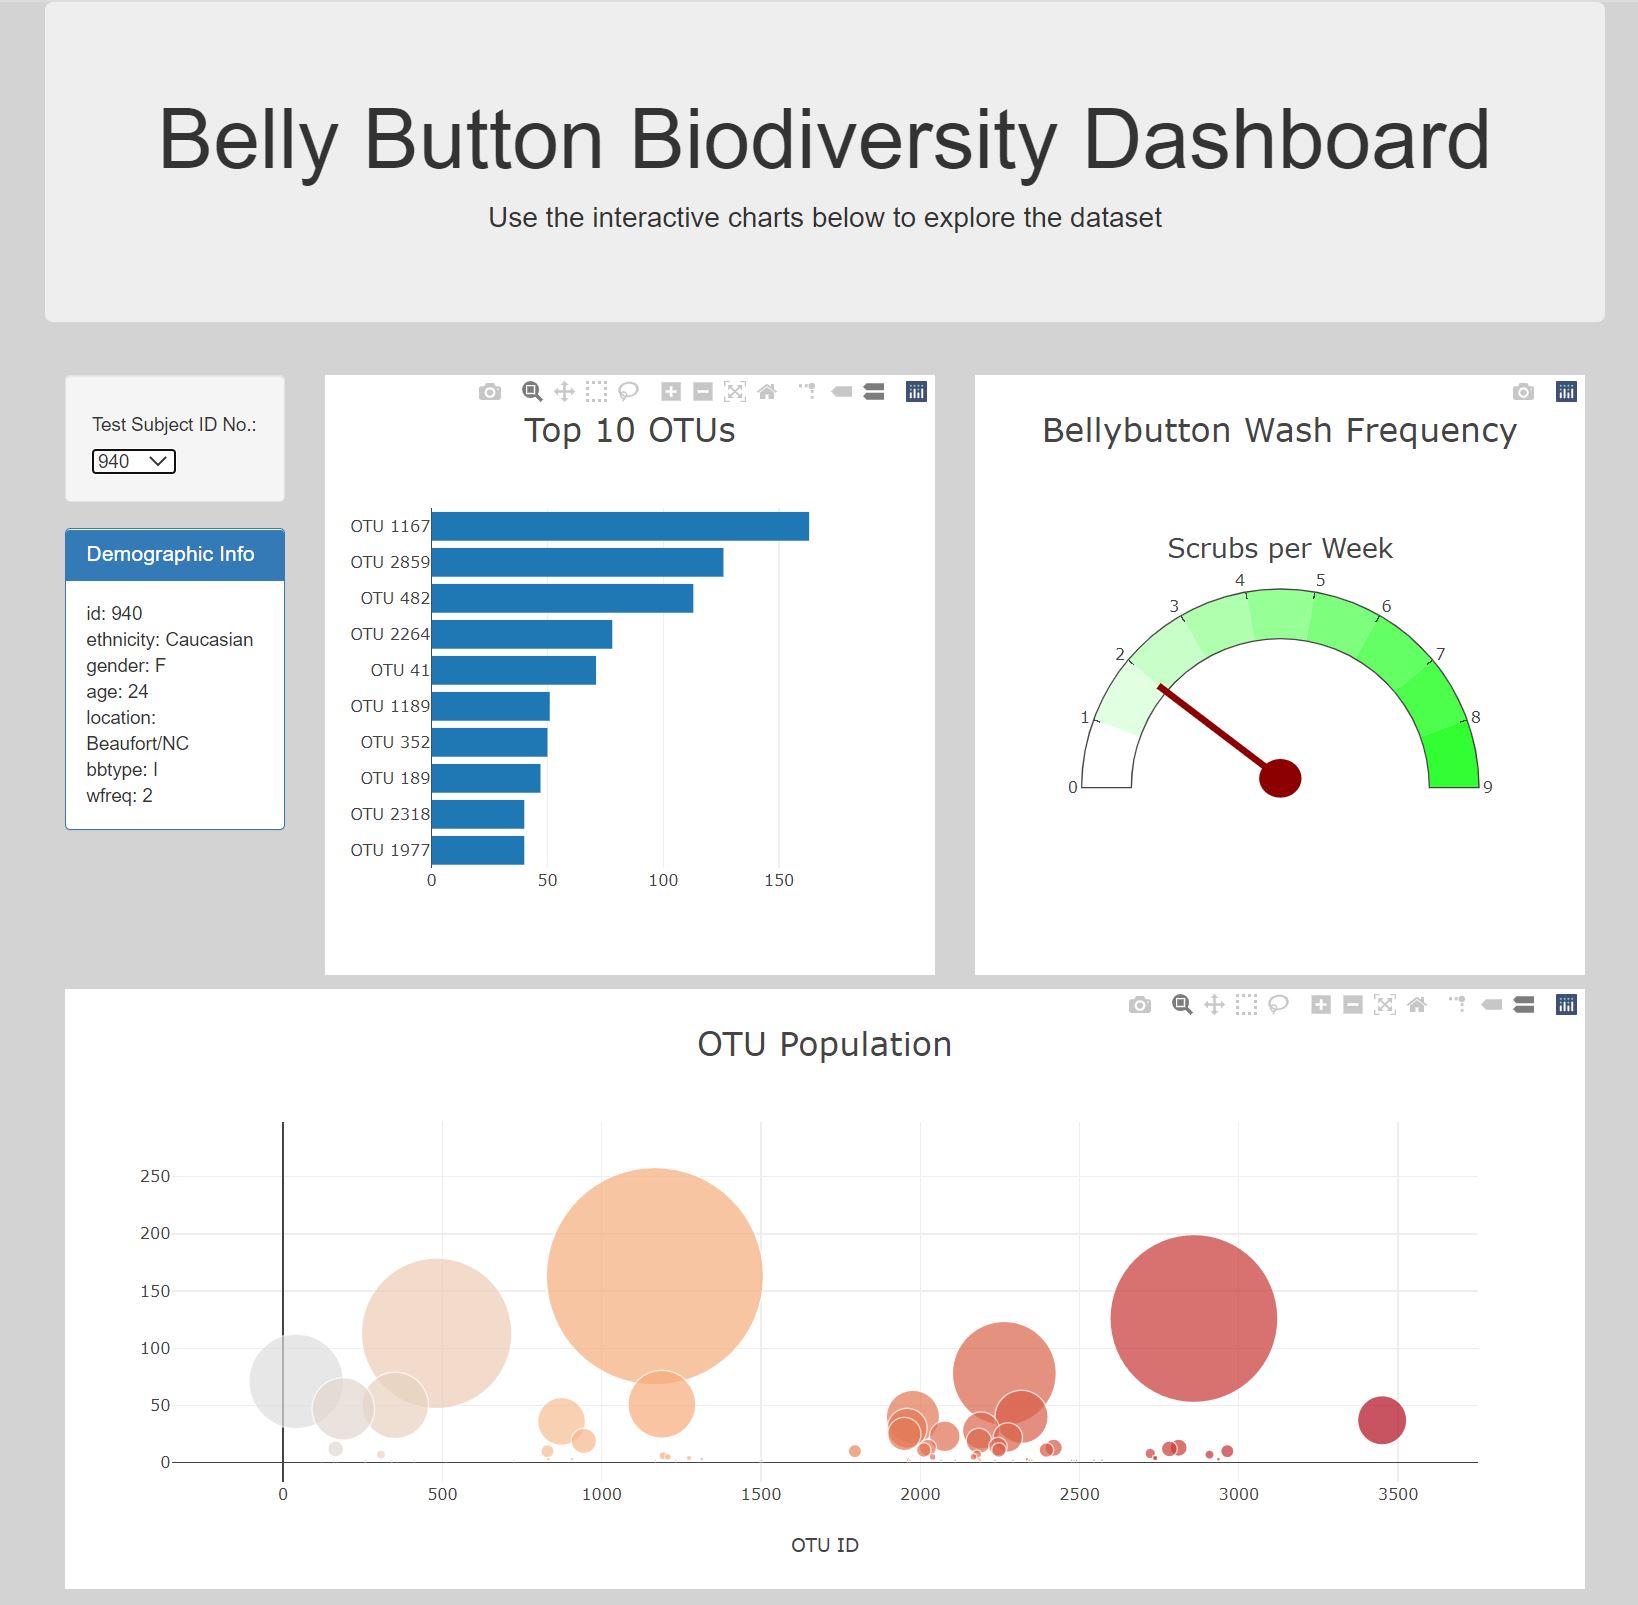 Belly Button Biodiversity Dashboard
Use the interactive charts below to explore the dataset
Test Subject ID No.:
940
Demographic Info
id: 940
ethnicity: Caucasian
gender: F
age: 24
location:
Beaufort/NC
bbtype: I
wfreq: 2
Top 10 OTUs
OTU 1167
OTU 2859
OTU 482
OTU 2264
OTU 41
OTU 1189
OTU 352
OTU 189
OTU 2318
OTU 1977
0 50 100 150
Bellybutton Wash Frequency
Scrubs per Week
0
1
2
3
4
5
6
7
8
9
OTU Population
250
200
150
100
50
0
0 500 1000 1500 2000 2500 3000 3500
OTU ID